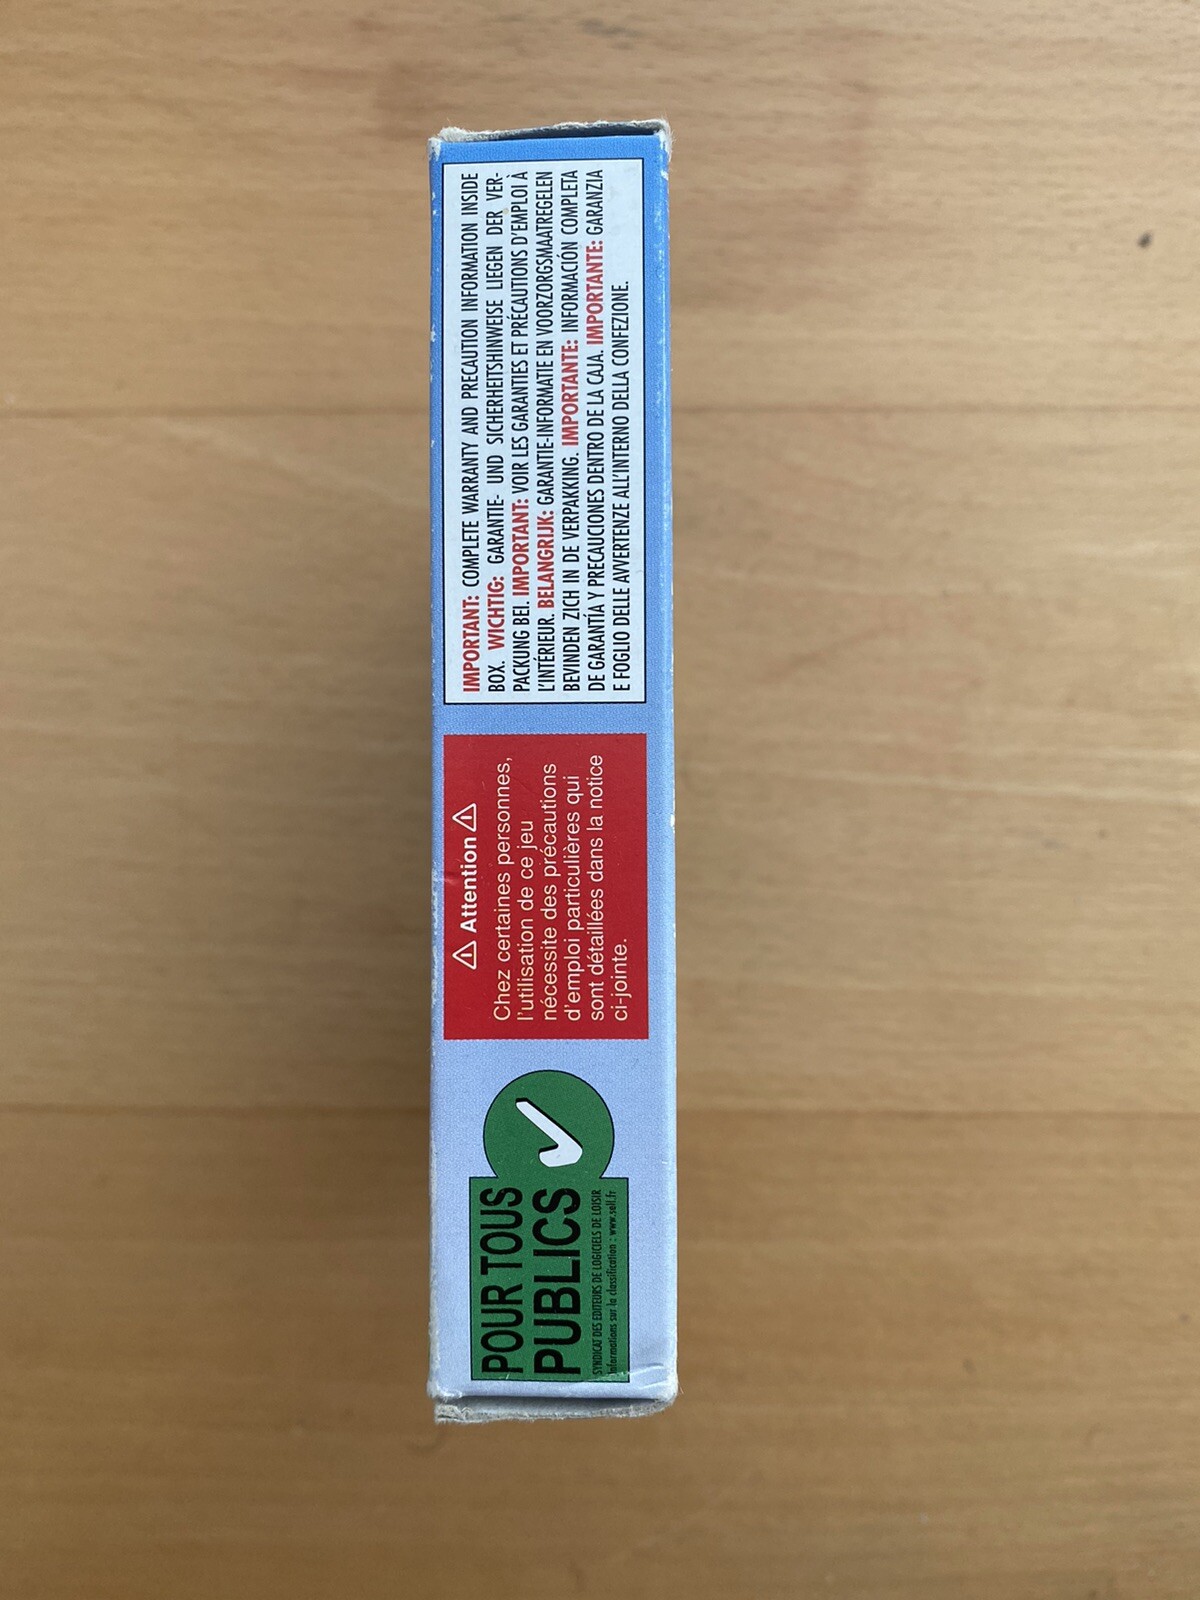 IMPORTANT: COMPLETE WARRANTY AND PRECAUTION INFORMATION INSIDE
BOX. WICHTIG: GARANTIE- UND SICHERHEITSHINWEISE LIEGEN DER VER-
PACKUNG BEI. IMPORTANT: VOIR LES GARANTIES ET PRÉCAUTIONS D'EMPLOI À
L'INTÉRIEUR. BELANGRIJK: GARANTIE-INFORMATIE EN VOORZORGSMAATREGELEN
BEVINDEN ZICH IN DE VERPAKKING. IMPORTANTE: INFORMACIÓN COMPLETA
DE GARANTÍA Y PRECAUCIONES DENTRO DE LA CAJA. IMPORTANTE: GARANZIA
E FOGLIO DELLE AVVERTENZE ALL'INTERNO DELLA CONFEZIONE.
Attention
Chez certaines personnes,
l'utilisation de ce jeu
nécessite des précautions
d'emploi particulières qui
sont détaillées dans la notice
ci-jointe.
POUR TOUS
PUBLICS
SYNDICAT DES EDITEURS DE LOGICIELS DE LOISIR
Informations sur la classification : www.sell.fr